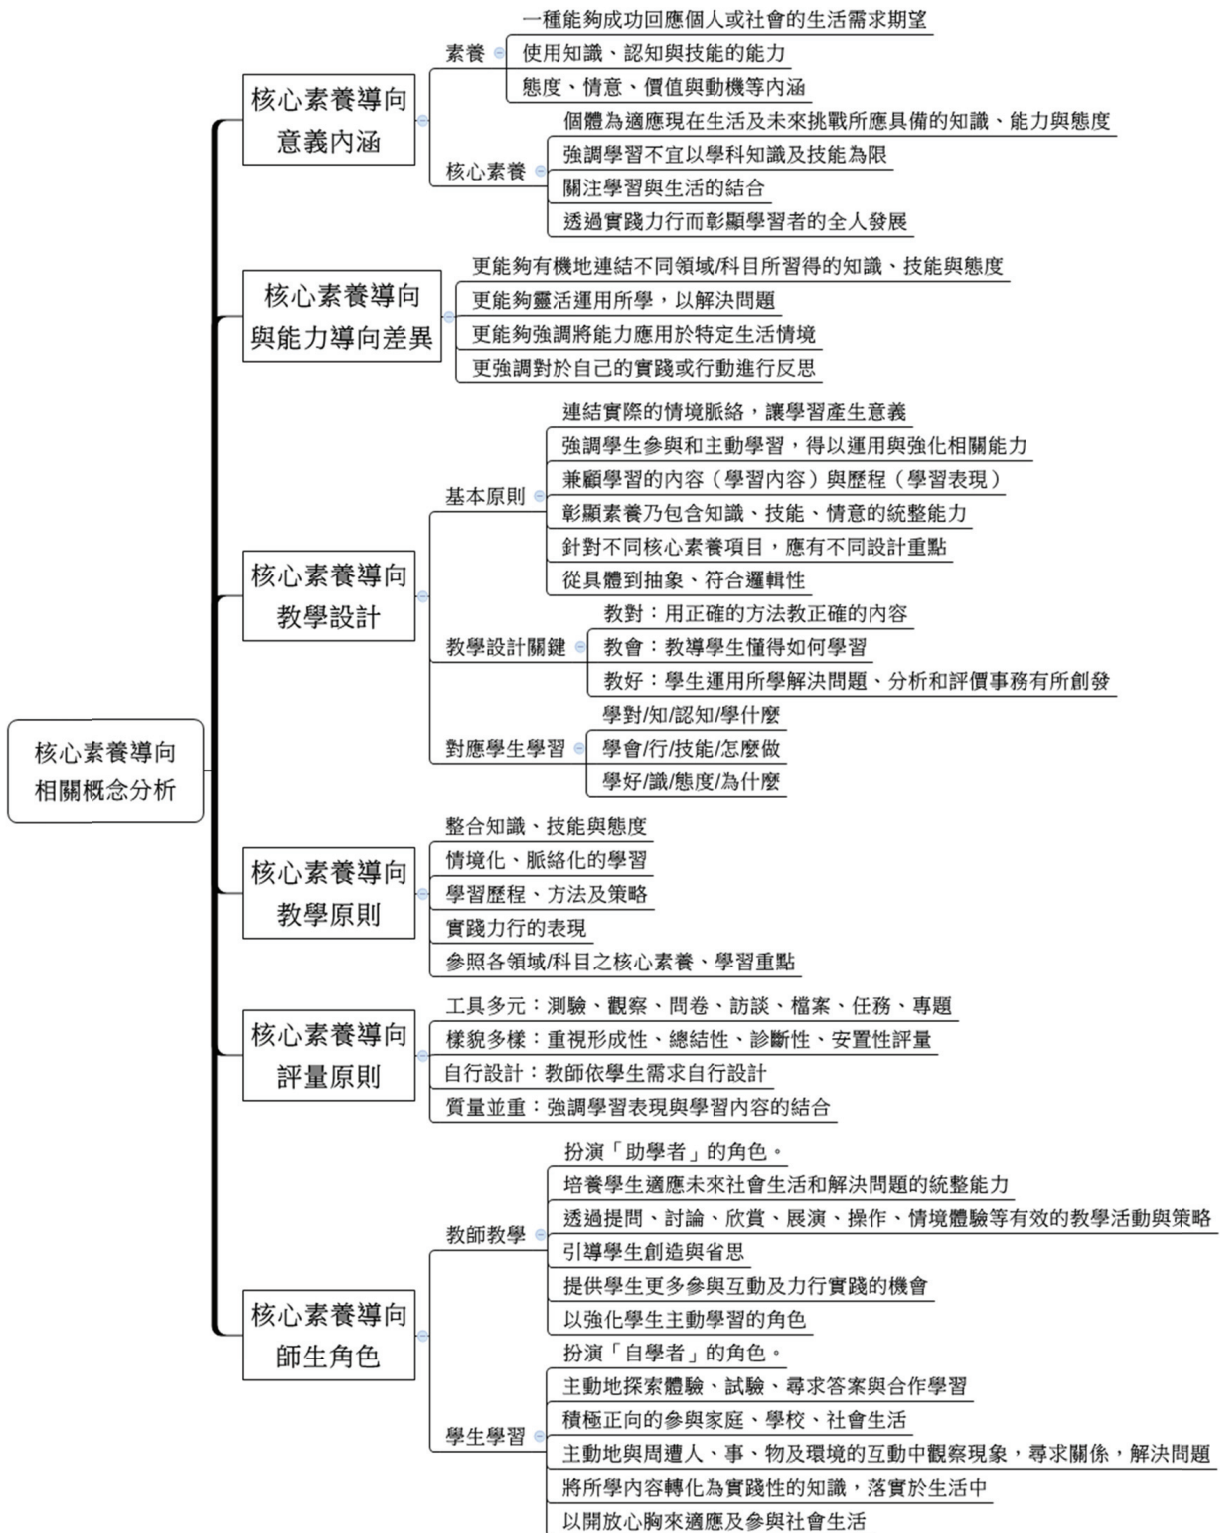 核心素養導向
相關概念分析
核心素養導向
意義內涵
素養
一種能夠成功回應個人或社會的生活需求期望
使用知識、認知與技能的能力
態度、情意、價值與動機等內涵
核心素養
個體為適應現在生活及未來挑戰所應具備的知識、能力與態度
強調學習不宜以學科知識及技能為限
關注學習與生活的結合
透過實踐力行而彰顯學習者的全人發展
核心素養導向
與能力導向差異
更能夠有機地連結不同領域/科目所習得的知識、技能與態度
更能夠靈活運用所學，以解決問題
更能夠強調將能力應用於特定生活情境
更強調對於自己的實踐或行動進行反思
核心素養導向
教學設計
基本原則
連結實際的情境脈絡，讓學習產生意義
強調學生參與和主動學習，得以運用與強化相關能力
兼顧學習的內容（學習內容）與歷程（學習表現）
彰顯素養乃包含知識、技能、情意的統整能力
針對不同核心素養項目，應有不同設計重點
從具體到抽象、符合邏輯性
教學設計關鍵
教對：用正確的方法教正確的內容
教會：教導學生懂得如何學習
教好：學生運用所學解決問題、分析和評價事務有所創發
對應學生學習
學對/知/認知/學什麼
學會/行/技能/怎麼做
學好/識/態度/為什麼
核心素養導向
教學原則
整合知識、技能與態度
情境化、脈絡化的學習
學習歷程、方法及策略
實踐力行的表現
參照各領域/科目之核心素養、學習重點
核心素養導向
評量原則
工具多元：測驗、觀察、問卷、訪談、檔案、任務、專題
樣貌多樣：重視形成性、總結性、診斷性、安置性評量
自行設計：教師依學生需求自行設計
質量並重：強調學習表現與學習內容的結合
核心素養導向
師生角色
教師教學
扮演「助學者」的角色。
培養學生適應未來社會生活和解決問題的統整能力
透過提問、討論、欣賞、展演、操作、情境體驗等有效的教學活動與策略
引導學生創造與省思
提供學生更多參與互動及力行實踐的機會
以強化學生主動學習的角色
學生學習
扮演「自學者」的角色。
主動地探索體驗、試驗、尋求答案與合作學習
積極正向的參與家庭、學校、社會生活
主動地與周遭人、事、物及環境的互動中觀察現象，尋求關係，解決問題
將所學內容轉化為實踐性的知識，落實於生活中
以開放心胸來適應及參與社會生活